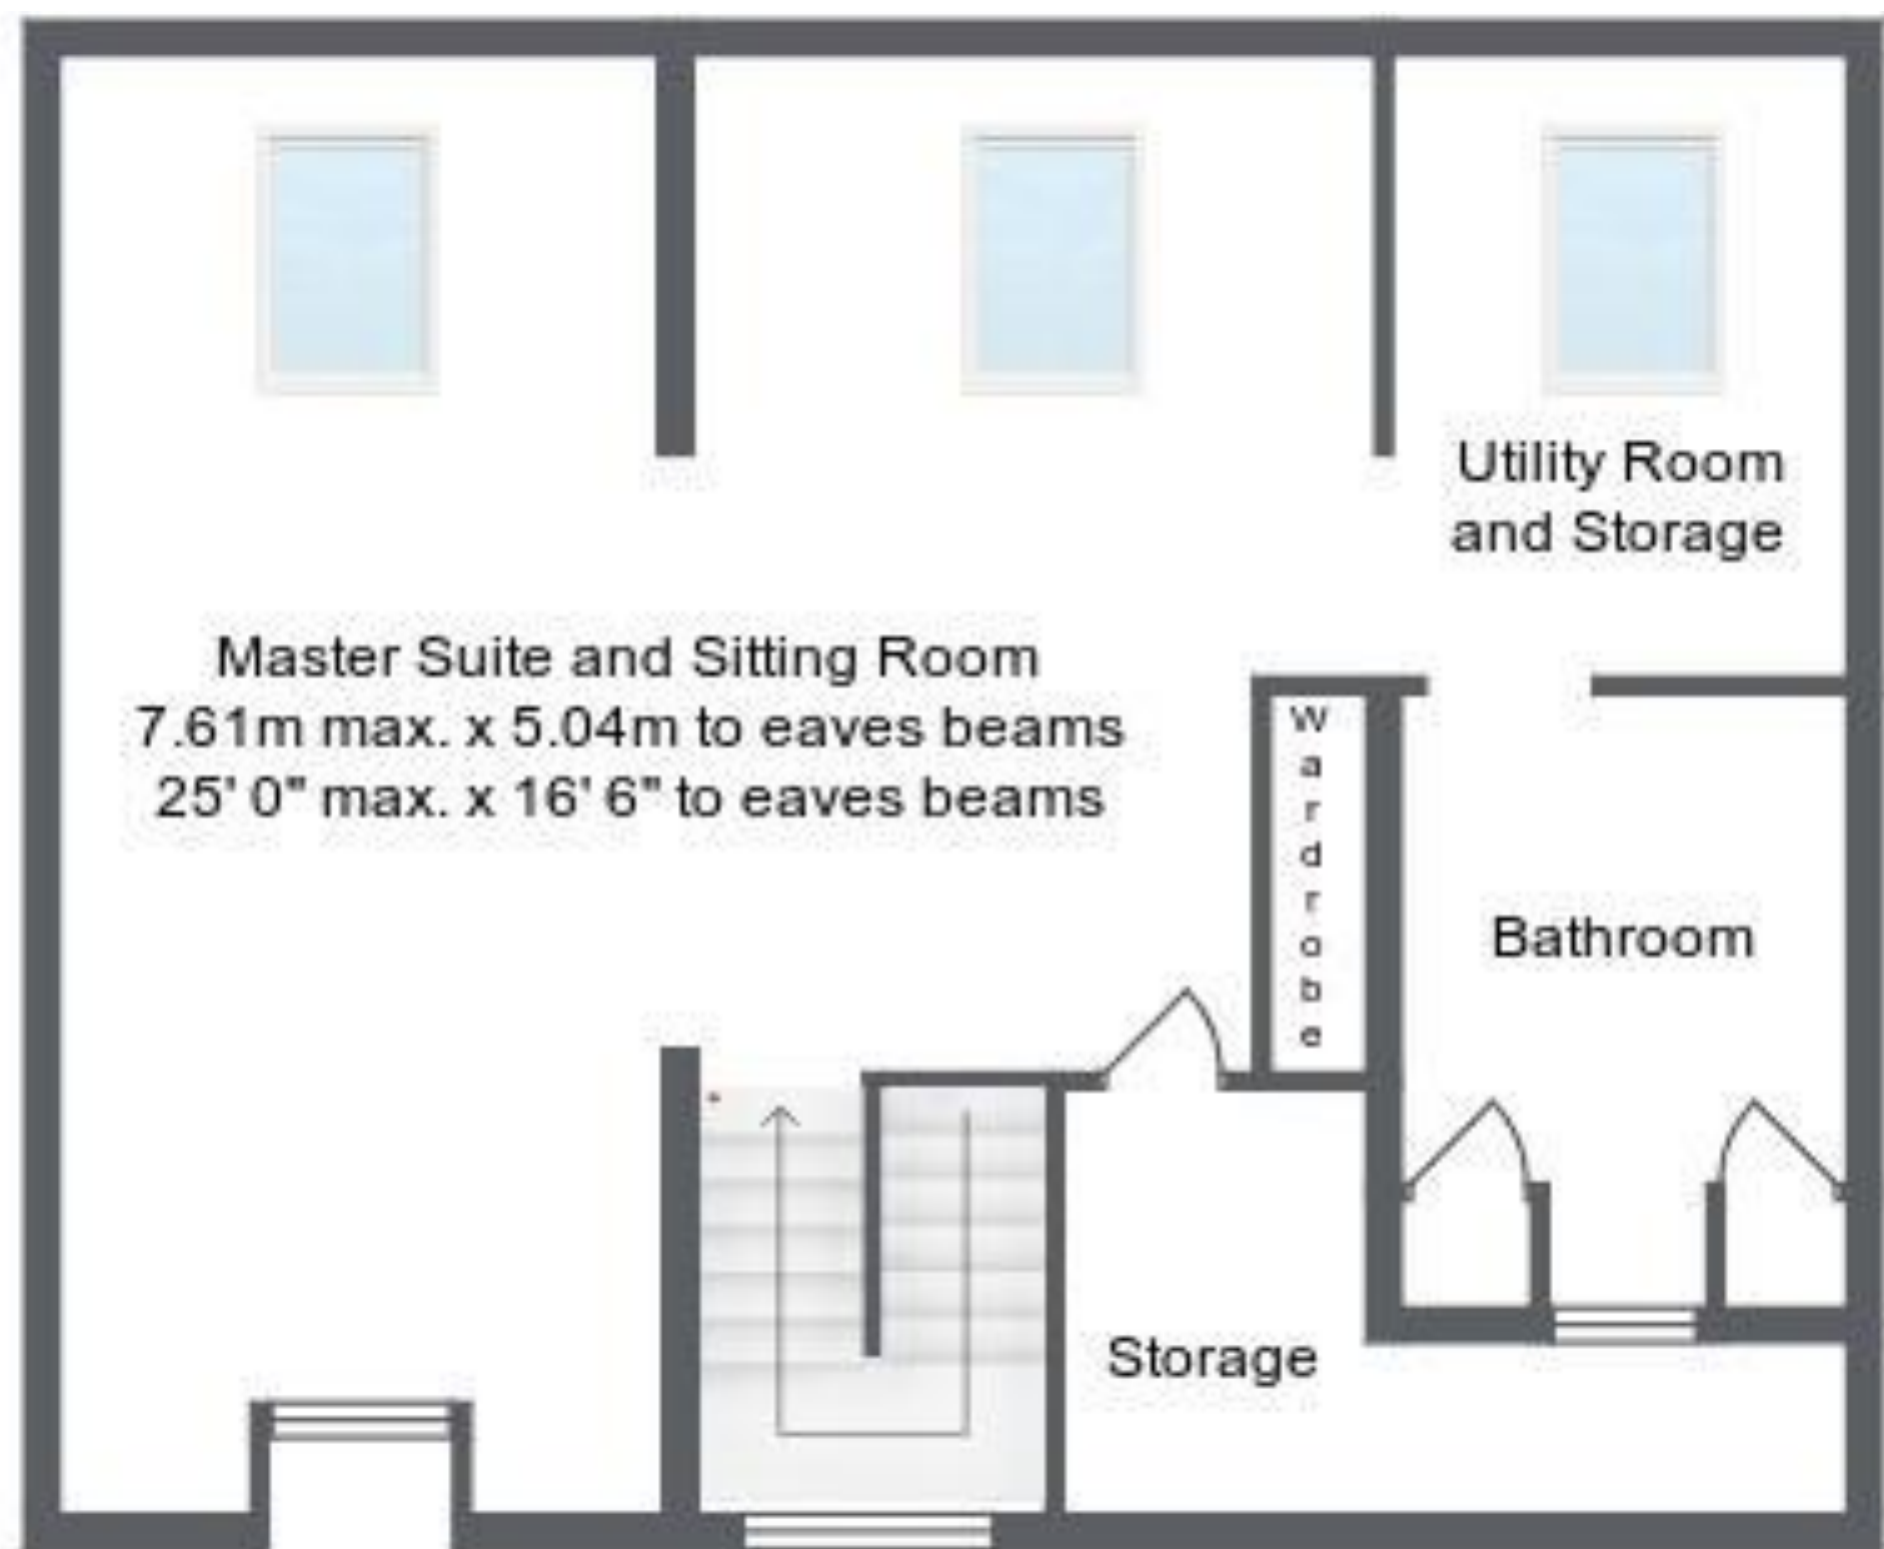 Utility Room
and Storage
Master Suite and Sitting Room
7.61m max. x 5.04m to eaves beams
25' 0" max. x 16' 6" to eaves beams
Wardrobe
Bathroom
Storage